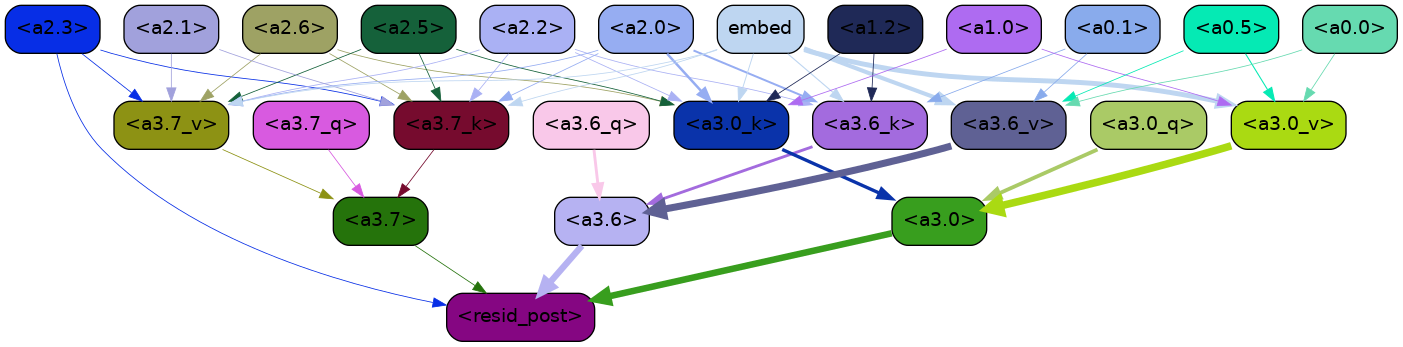 <a2.3> <a2.1> <a2.6> <a2.5> <a2.2> <a2.0> embed <a1.2> <a1.0> <a0.1> <a0.5> <a0.0>
<a3.7_v> <a3.7_q> <a3.7_k> <a3.6_q> <a3.0_k> <a3.6_k> <a3.6_v> <a3.0_q> <a3.0_v>
<a3.7> <a3.6> <a3.0>
<resid_post>